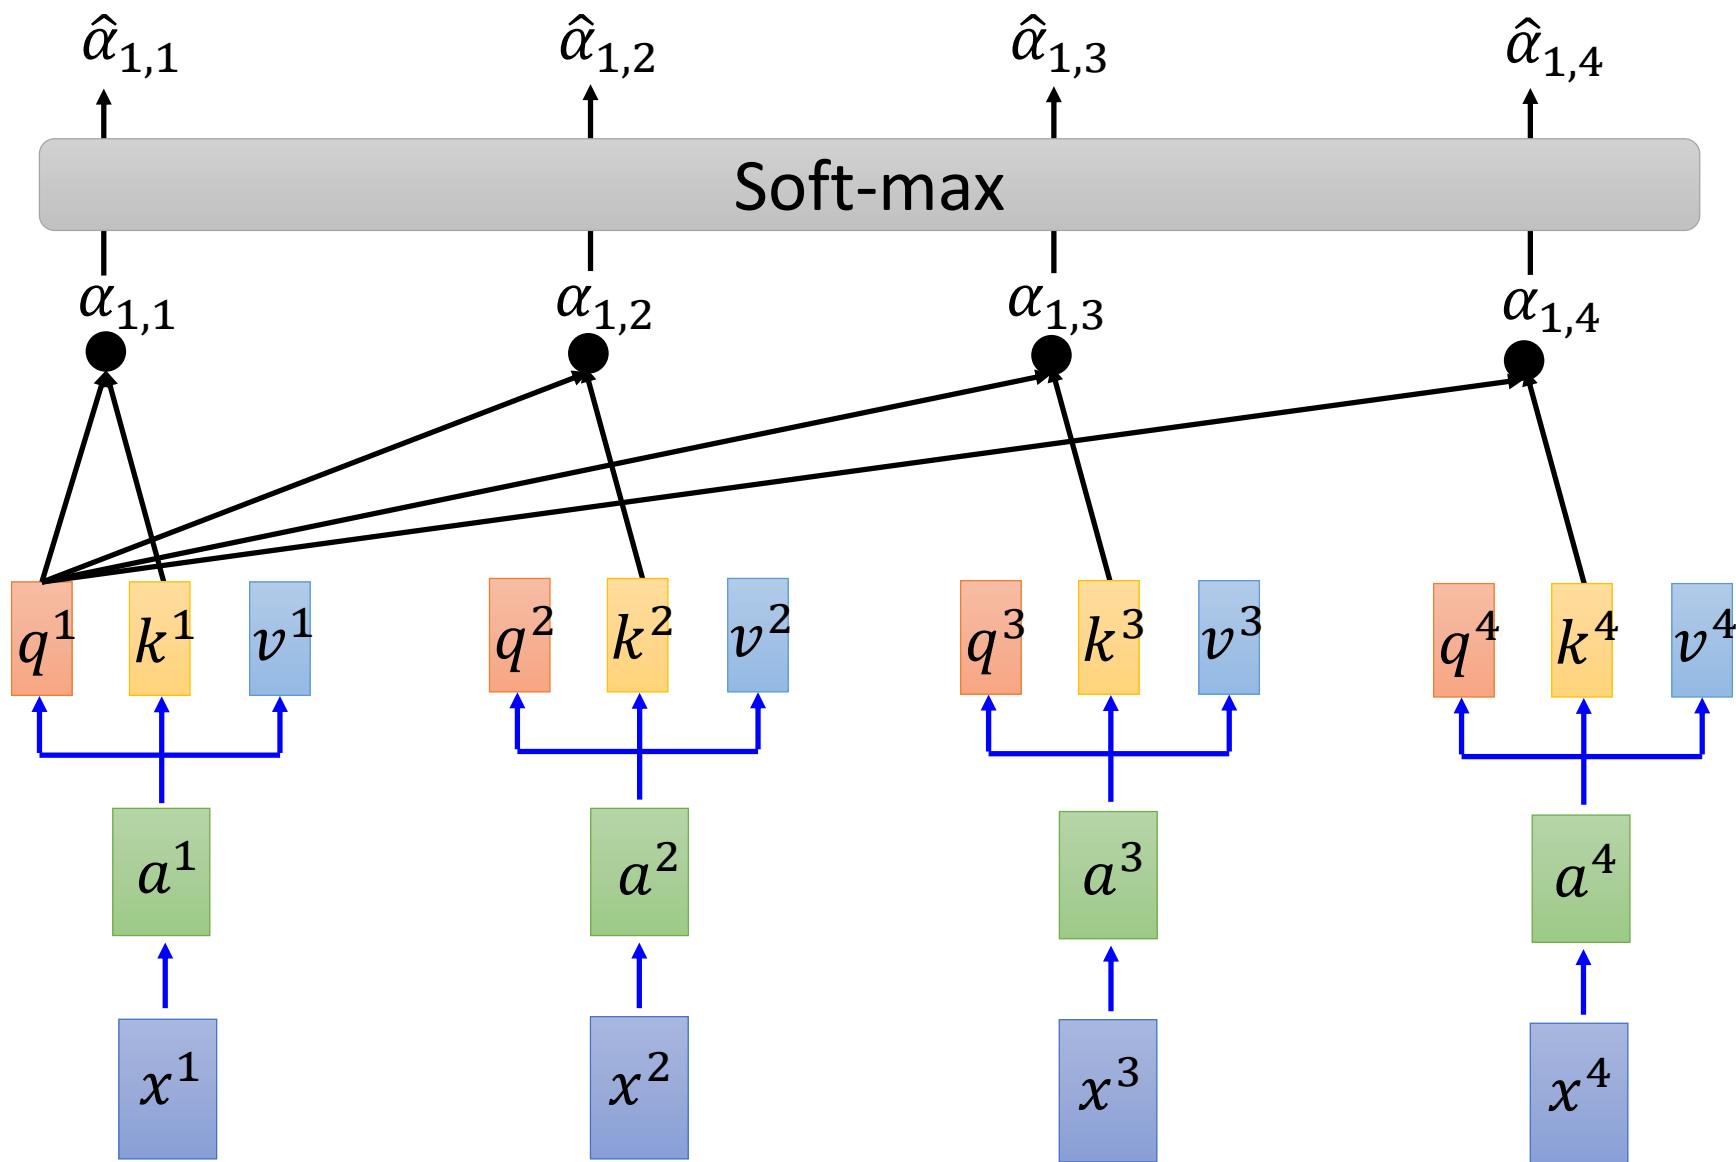 α̂₁,₁ α̂₁,₂ α̂₁,₃ α̂₁,₄
Soft-max
α₁,₁ α₁,₂ α₁,₃ α₁,₄
q¹ k¹ v¹ q² k² v² q³ k³ v³ q⁴ k⁴ v⁴
a¹ a² a³ a⁴
x¹ x² x³ x⁴